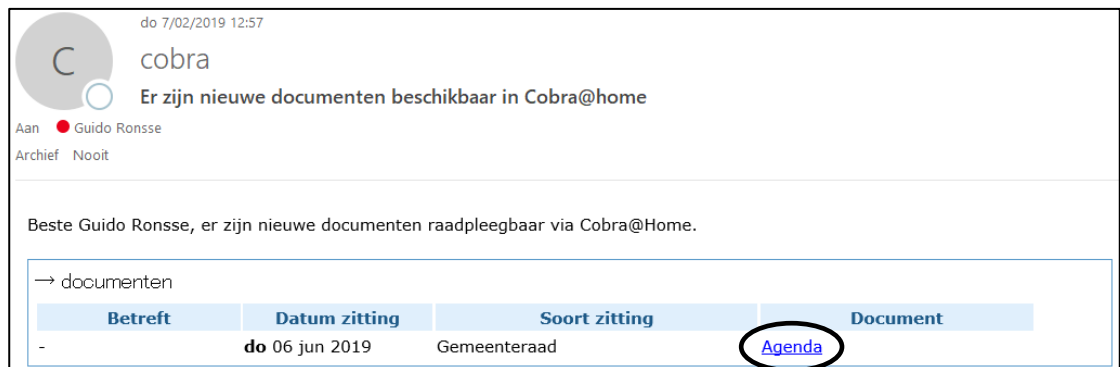 do 7/02/2019 12:57
C
cobra
Er zijn nieuwe documenten beschikbaar in Cobra@home
Aan Guido Ronsse
Archief Nooit
Beste Guido Ronsse, er zijn nieuwe documenten raadpleegbaar via Cobra@Home.
→ documenten
Betreft Datum zitting Soort zitting Document
- do 06 jun 2019 Gemeenteraad Agenda